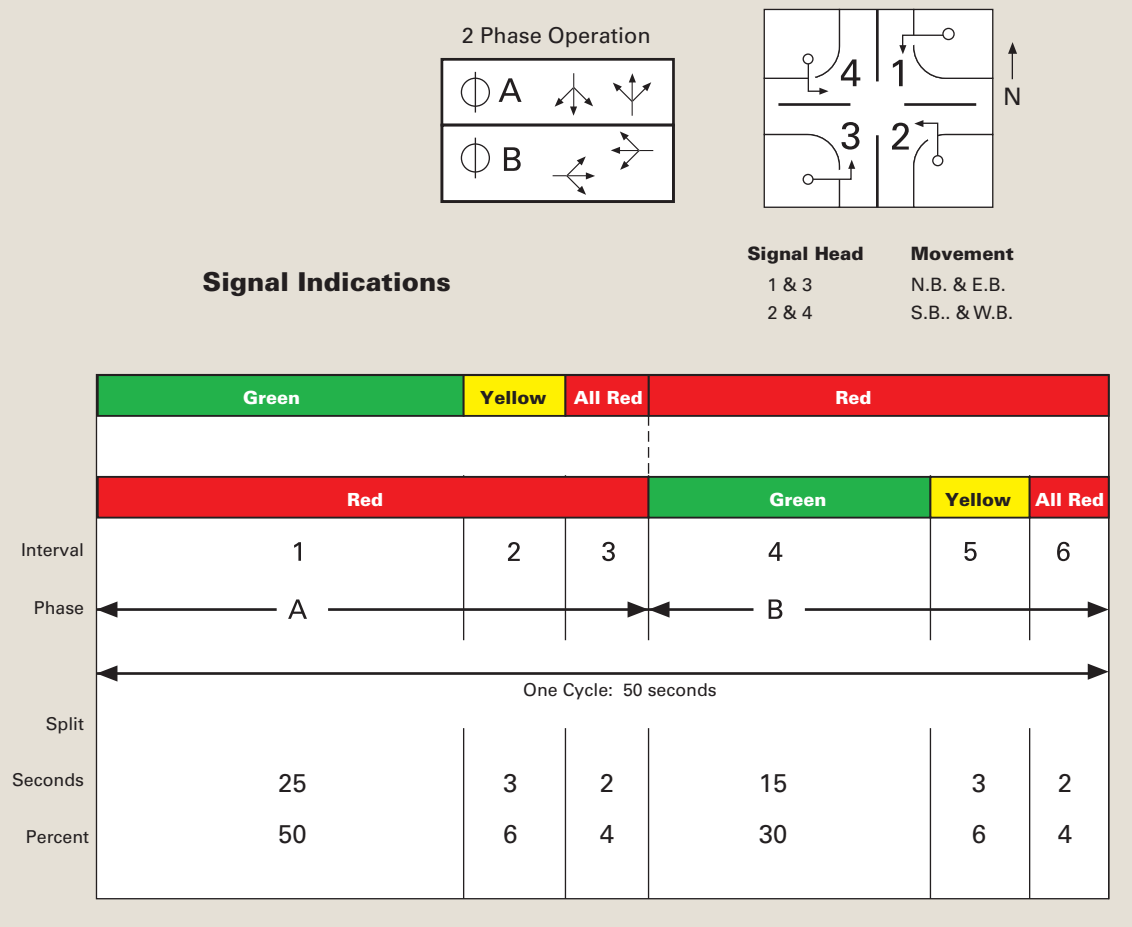 2 Phase Operation
A
B
4 1
3 2
N
Signal Head Movement
1 & 3 N.B. & E.B.
2 & 4 S.B.. & W.B.
Signal Indications
Green Yellow All Red Red
Red Green Yellow All Red
Interval 1 2 3 4 5 6
Phase A B
One Cycle: 50 seconds
Split
Seconds 25 3 2 15 3 2
Percent 50 6 4 30 6 4